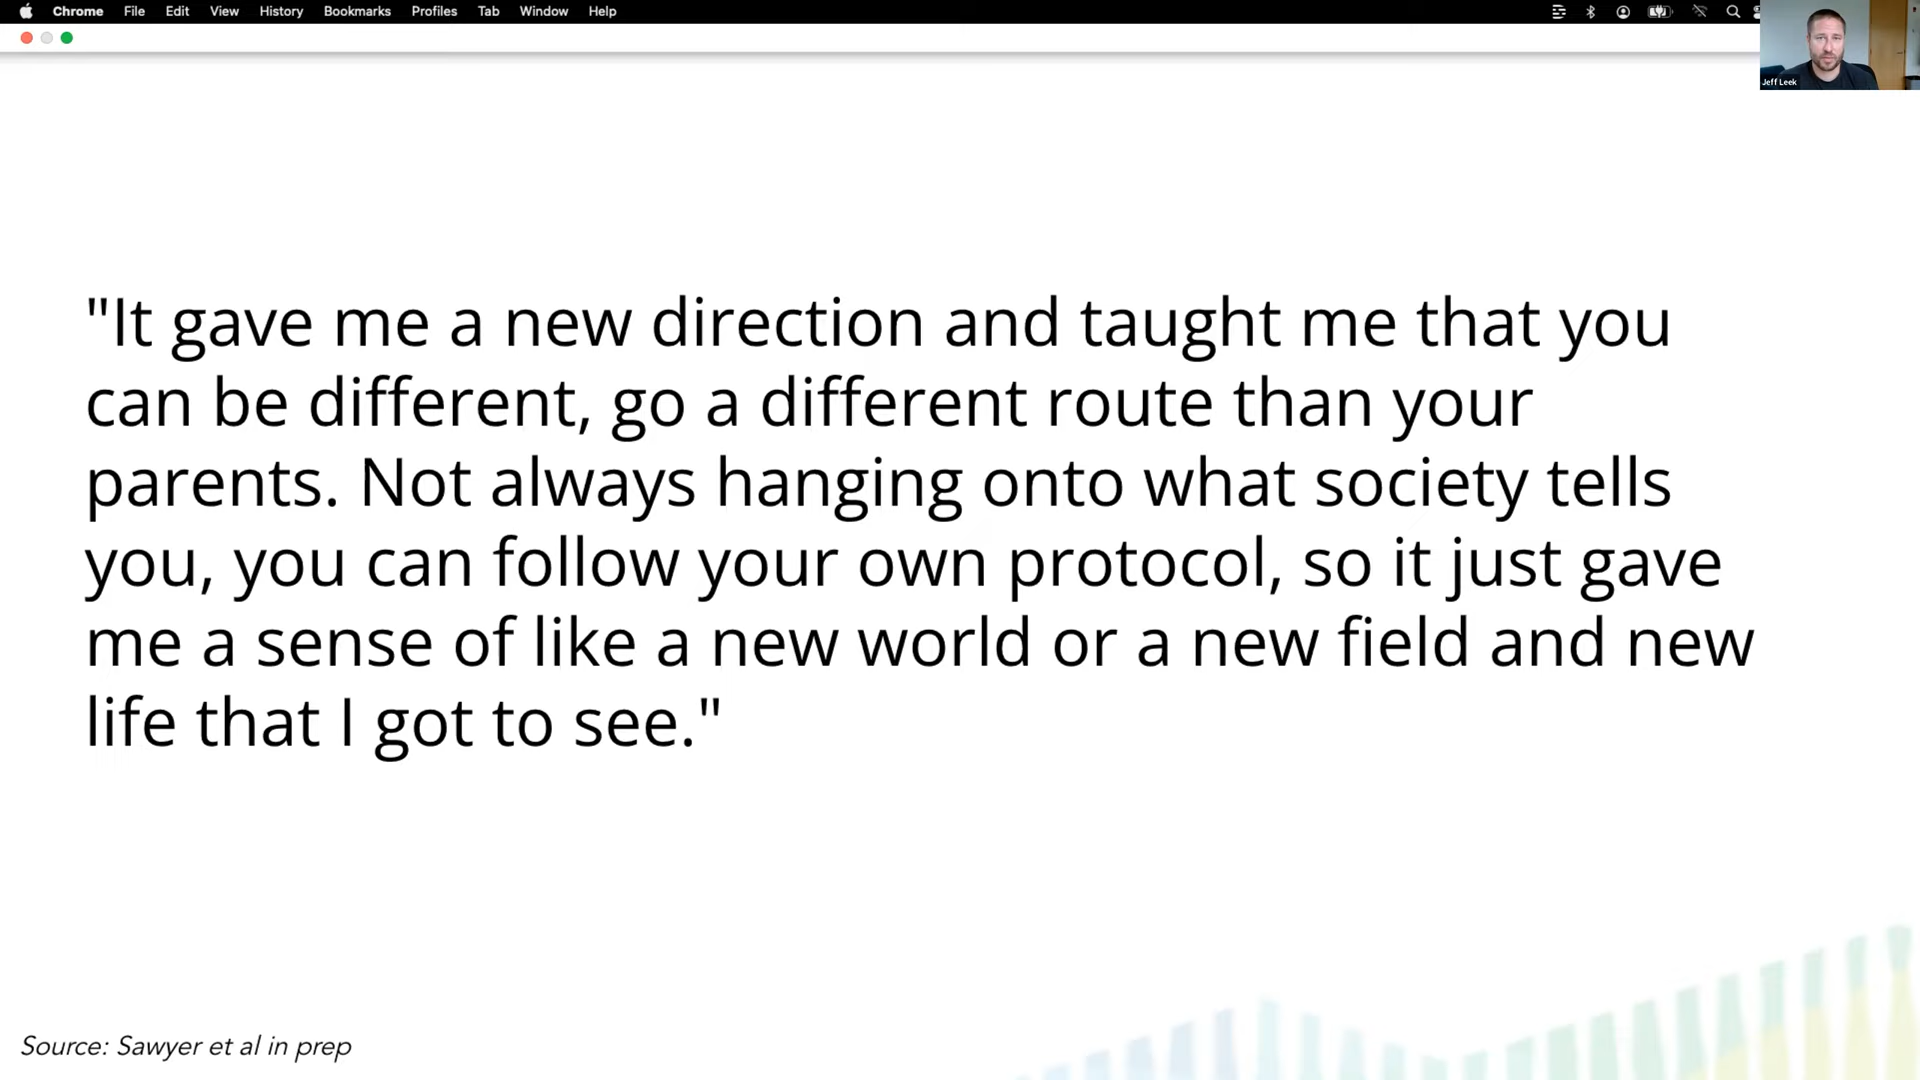 Chrome File Edit View History Bookmarks Profiles Tab Window Help
Jeff Leek
"It gave me a new direction and taught me that you
can be different, go a different route than your
parents. Not always hanging onto what society tells
you, you can follow your own protocol, so it just gave
me a sense of like a new world or a new field and new
life that I got to see."
Source: Sawyer et al in prep